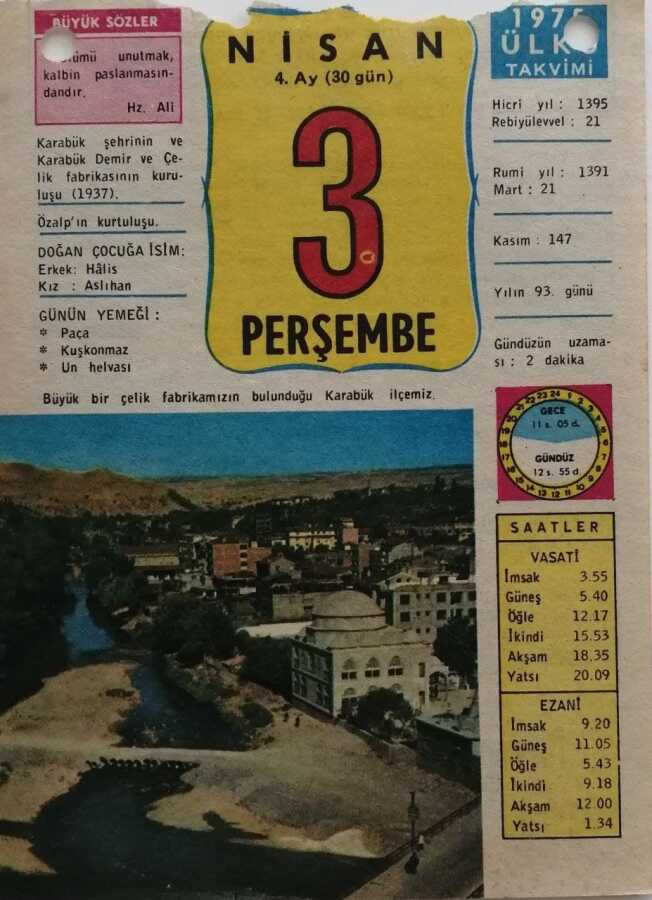 BÜYÜK SÖZLER
unutmak,
kalbin paslanmasın-
dandır.
Hz. Ali
Karabük şehrinin ve
Karabük Demir ve Çe-
lik fabrikasının kuru-
luşu (1937).
Özalp'ın kurtuluşu.
DOĞAN ÇOCUĞA İSİM:
Erkek: Hâlis
Kız : Aslıhan
GÜNÜN YEMEĞİ :
* Paça
* Kuşkonmaz
* Un helvası
NİSAN
4. Ay (30 gün)
3
PERŞEMBE
1975
ÜLKÜ
TAKVİMİ
Hicrî yıl : 1395
Rebiyülevvel : 21
Rumî yıl : 1391
Mart : 21
Kasım : 147
Yılın 93. günü
Gündüzün uzama-
sı : 2 dakika
Büyük bir çelik fabrikamızın bulunduğu Karabük ilçemiz.
GECE
11 s. 05 d.
GÜNDÜZ
12 s. 55 d.
SAATLER
VASATİ
İmsak 3.55
Güneş 5.40
Öğle 12.17
İkindi 15.53
Akşam 18.35
Yatsı 20.09
EZANİ
İmsak 9.20
Güneş 11.05
Öğle 5.43
İkindi 9.18
Akşam 12.00
Yatsı 1.34